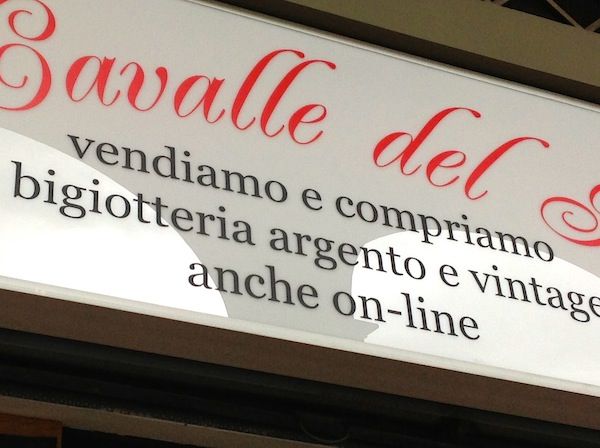 Cavalle del
vendiamo e compriamo
bigiotteria argento e vintage
anche on-line